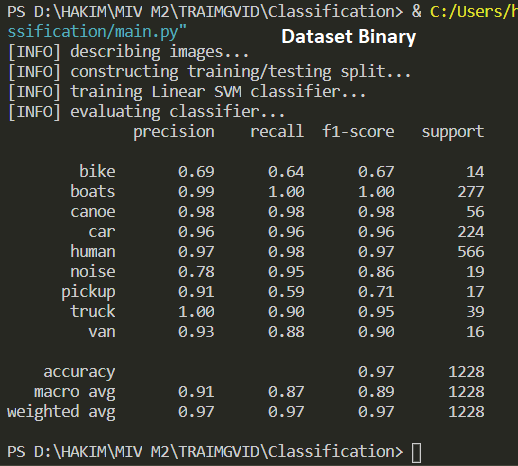 PS D:\HAKIM\MIV M2\TRAIMGVID\Classification> & C:/Users/h
ssification/main.py"
Dataset Binary
[INFO] describing images...
[INFO] constructing training/testing split...
[INFO] training Linear SVM classifier...
[INFO] evaluating classifier...
precision recall f1-score support
bike 0.69 0.64 0.67 14
boats 0.99 1.00 1.00 277
canoe 0.98 0.98 0.98 56
car 0.96 0.96 0.96 224
human 0.97 0.98 0.97 566
noise 0.78 0.95 0.86 19
pickup 0.91 0.59 0.71 17
truck 1.00 0.90 0.95 39
van 0.93 0.88 0.90 16
accuracy 0.97 1228
macro avg 0.91 0.87 0.89 1228
weighted avg 0.97 0.97 0.97 1228
PS D:\HAKIM\MIV M2\TRAIMGVID\Classification>